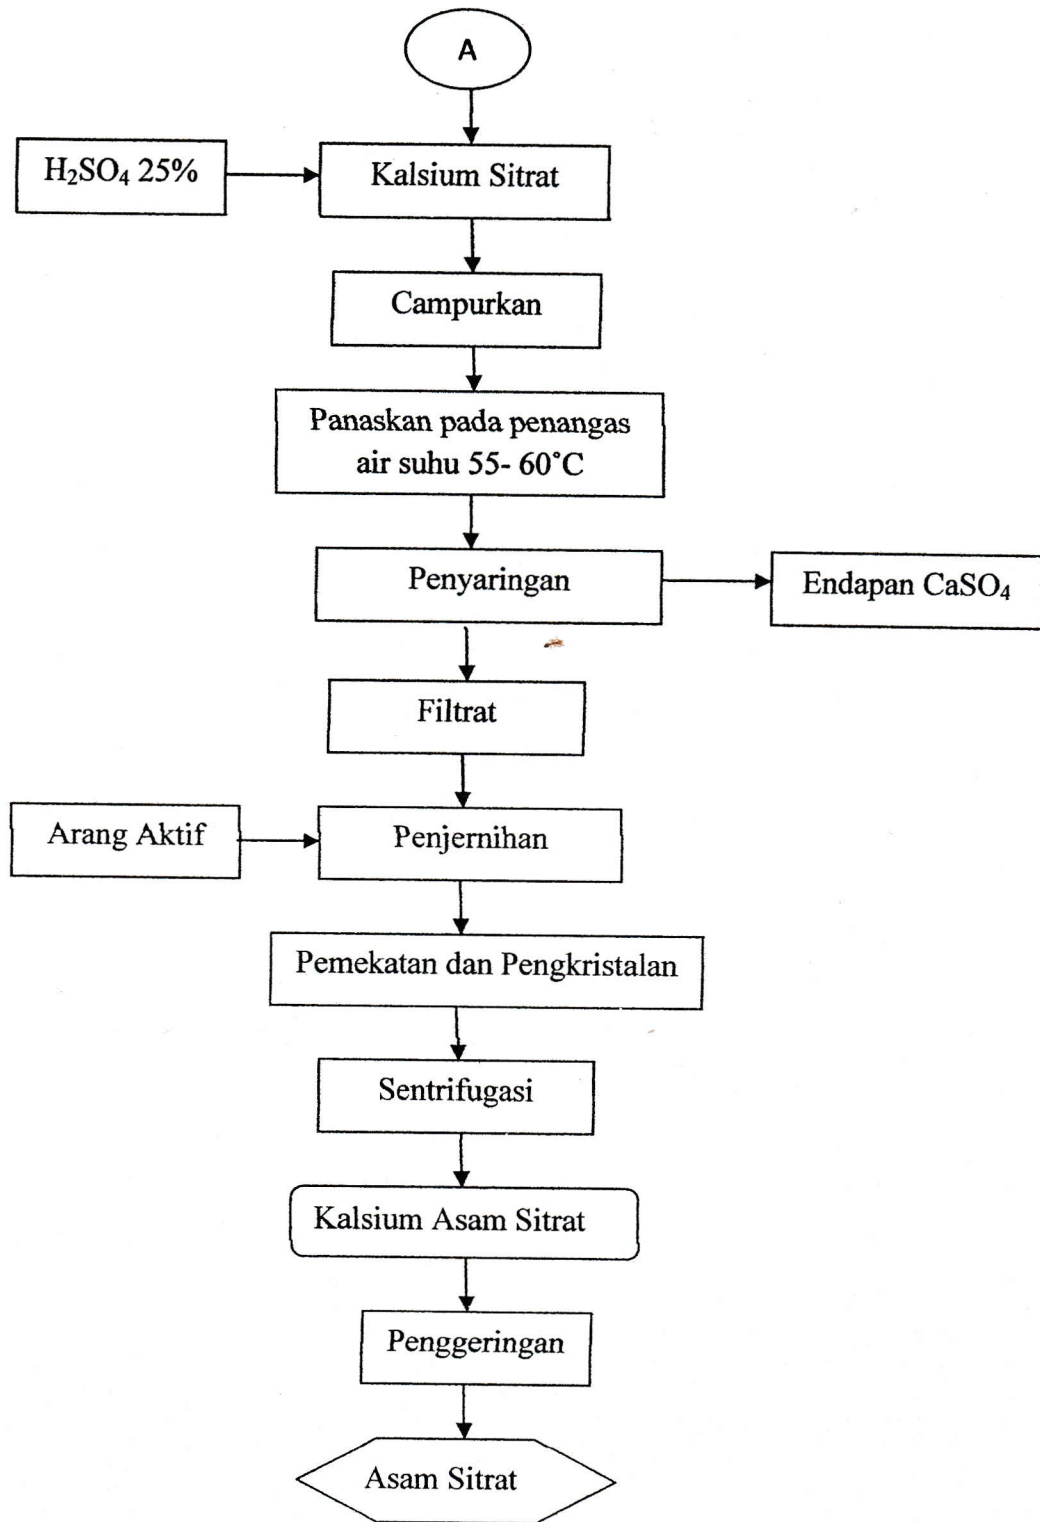 A
H₂SO₄ 25%
Kalsium Sitrat
Campurkan
Panaskan pada penangas
air suhu 55- 60˚C
Penyaringan
Endapan CaSO₄
Filtrat
Arang Aktif
Penjernihan
Pemekatan dan Pengkristalan
Sentrifugasi
Kalsium Asam Sitrat
Penggeringan
Asam Sitrat